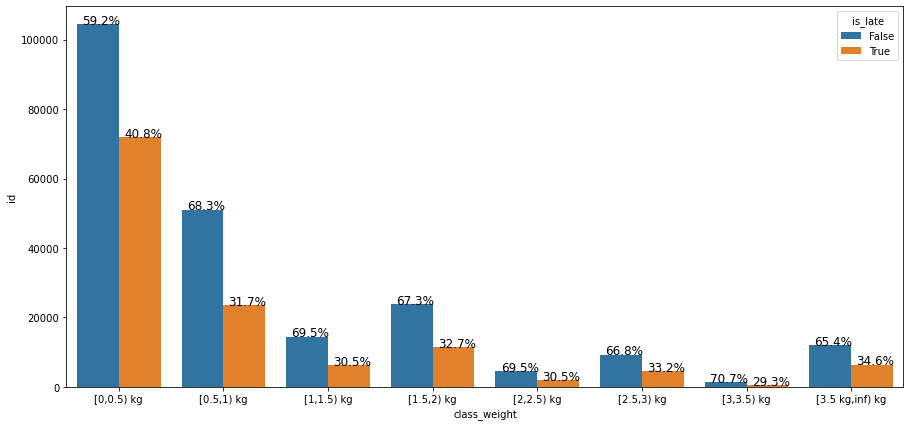 59.2%
40.8%
68.3%
31.7%
69.5%
30.5%
67.3%
32.7%
69.5%
30.5%
66.8%
33.2%
70.7%
29.3%
65.4%
34.6%
is_late
False
True
100000
80000
60000
40000
20000
0
id
[0,0.5) kg
[0.5,1) kg
[1,1.5) kg
[1.5,2) kg
[2,2.5) kg
[2.5,3) kg
[3,3.5) kg
[3.5 kg,inf) kg
class_weight